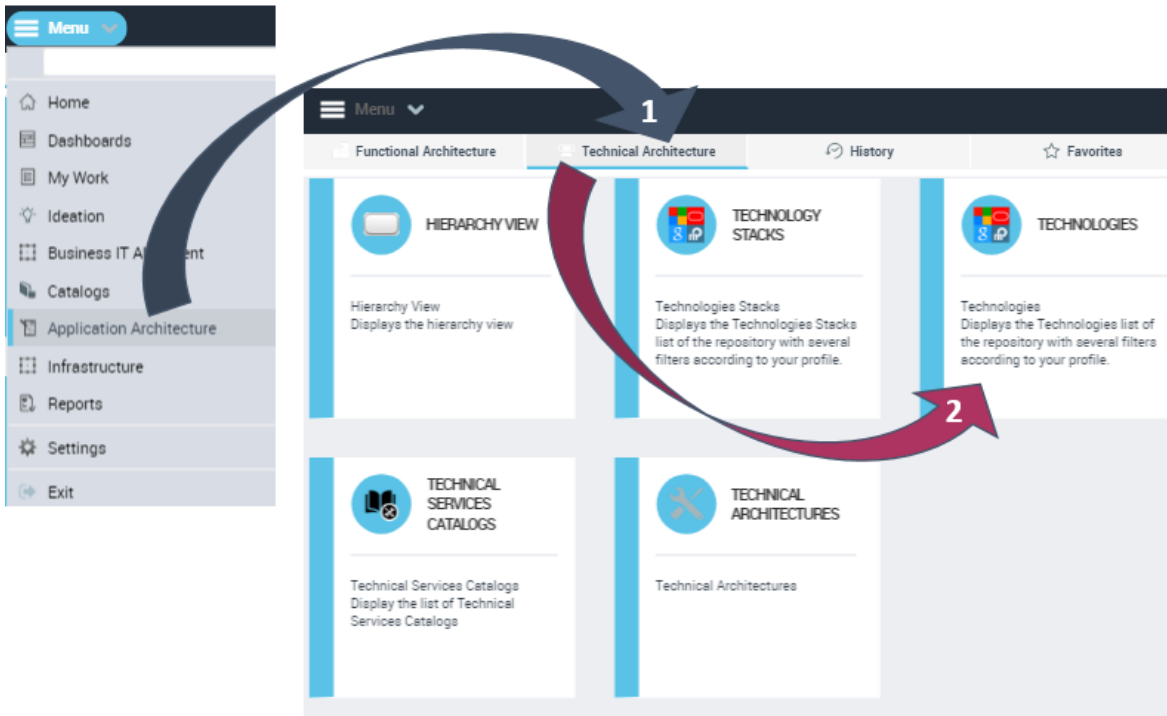 Menu
Home
Dashboards
My Work
Ideation
Business IT A ent
Catalogs
Application Architecture
Infrastructure
Reports
Settings
Exit
Menu
1
Functional Architecture
Technical Architecture
History
Favorites
HIERARCHY VIEW
Hierarchy View
Displays the hierarchy view
TECHNOLOGY
STACKS
Technologies Stacks
Displays the Technologies Stacks
list of the repository with several
filters according to your profile.
TECHNOLOGIES
Technologies
Displays the Technologies list of
the repository with several filters
according to your profile.
2
TECHNICAL
SERVICES
CATALOGS
Technical Services Catalogs
Display the list of Technical
Services Catalogs
TECHNICAL
ARCHITECTURES
Technical Architectures